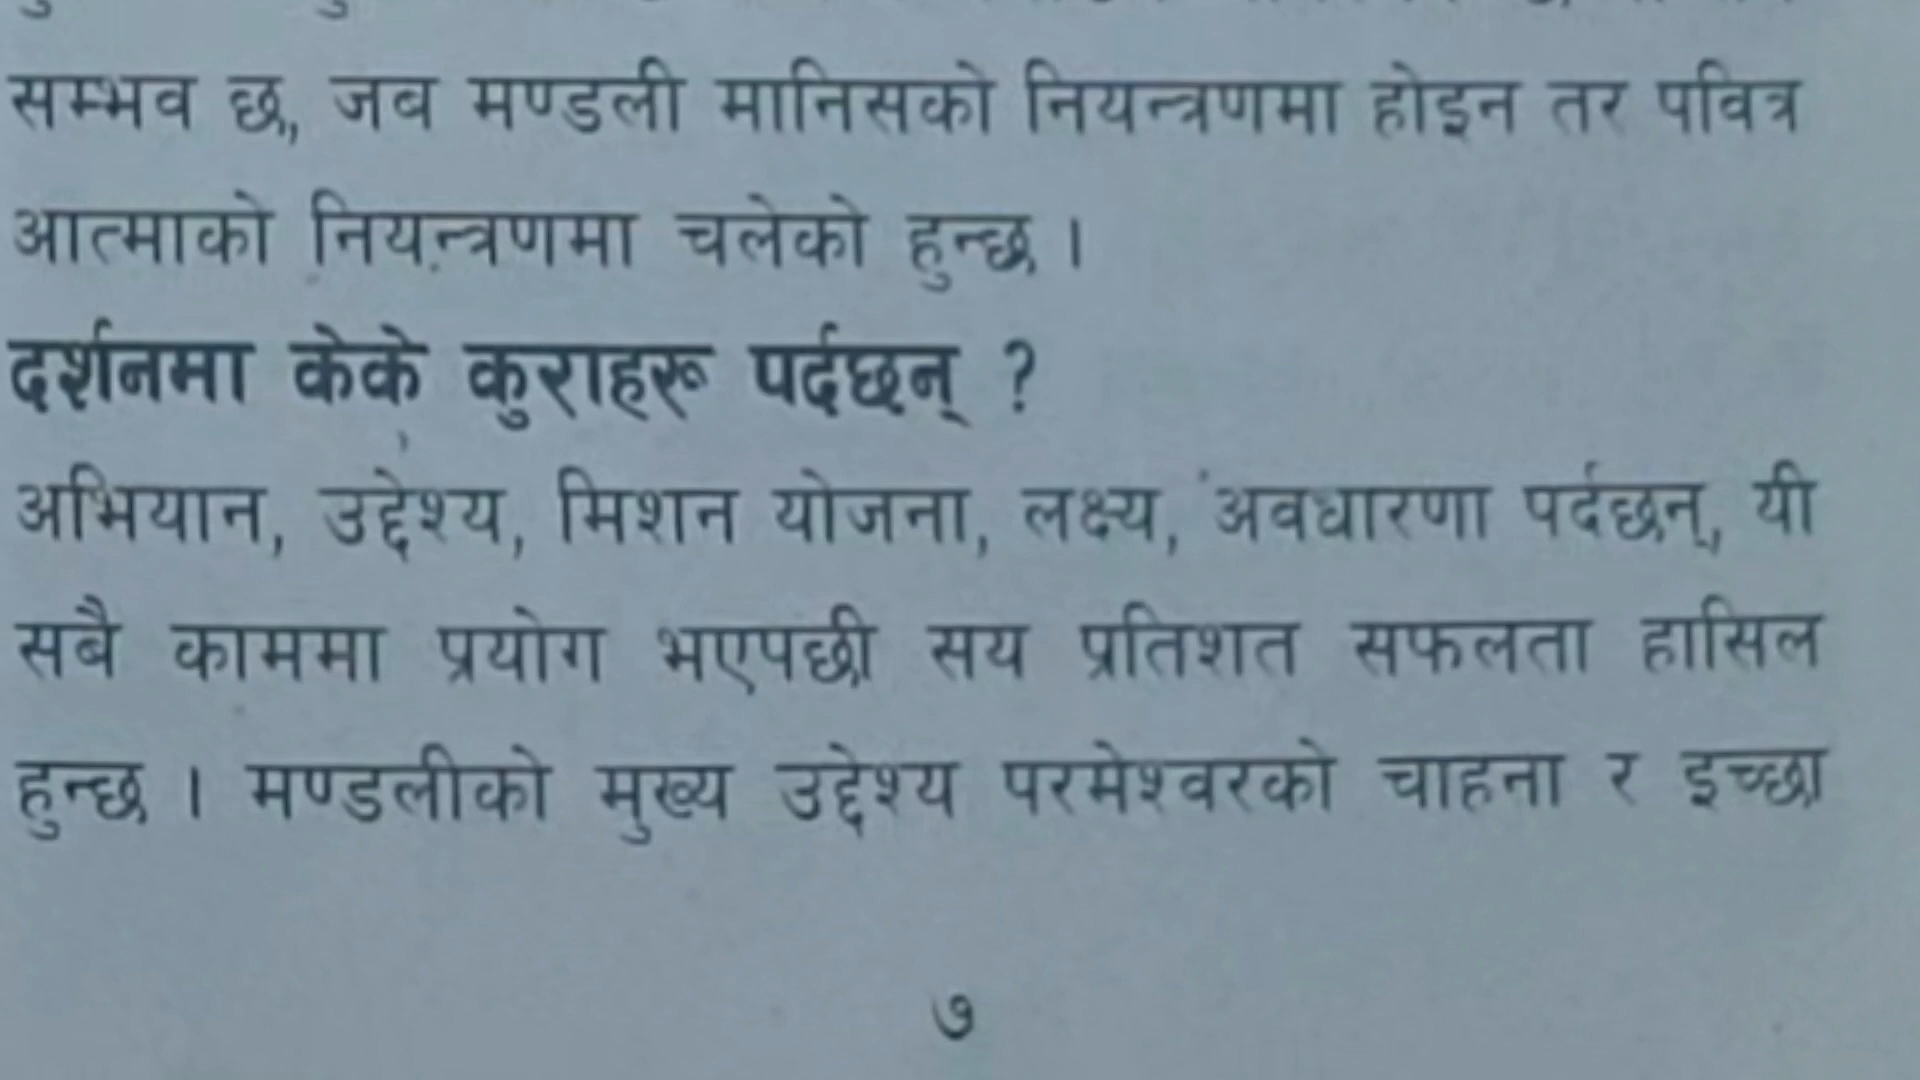 सम्भव छ, जब मण्डली मानिसको नियन्त्रणमा होइन तर पवित्र
आत्माको नियन्त्रणमा चलेको हुन्छ ।
दर्शनमा केके कुराहरू पर्दछन् ?
अभियान, उद्देश्य, मिशन योजना, लक्ष्य, अवधारणा पर्दछन्, यी
सबै काममा प्रयोग भएपछी सय प्रतिशत सफलता हासिल
हुन्छ । मण्डलीको मुख्य उद्देश्य परमेश्वरको चाहना र इच्छा
७